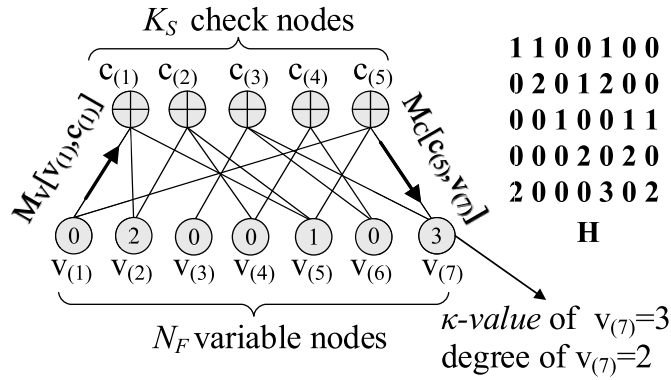 K_S check nodes
c(1) c(2) c(3) c(4) c(5)
M_V[v(1),c(1)]
M_C[c(5),v(7)]
0 2 0 0 1 0 3
v(1) v(2) v(3) v(4) v(5) v(6) v(7)
N_F variable nodes
1 1 0 0 1 0 0
0 2 0 1 2 0 0
0 0 1 0 0 1 1
0 0 0 2 0 2 0
2 0 0 0 3 0 2
H
κ-value of v(7)=3
degree of v(7)=2